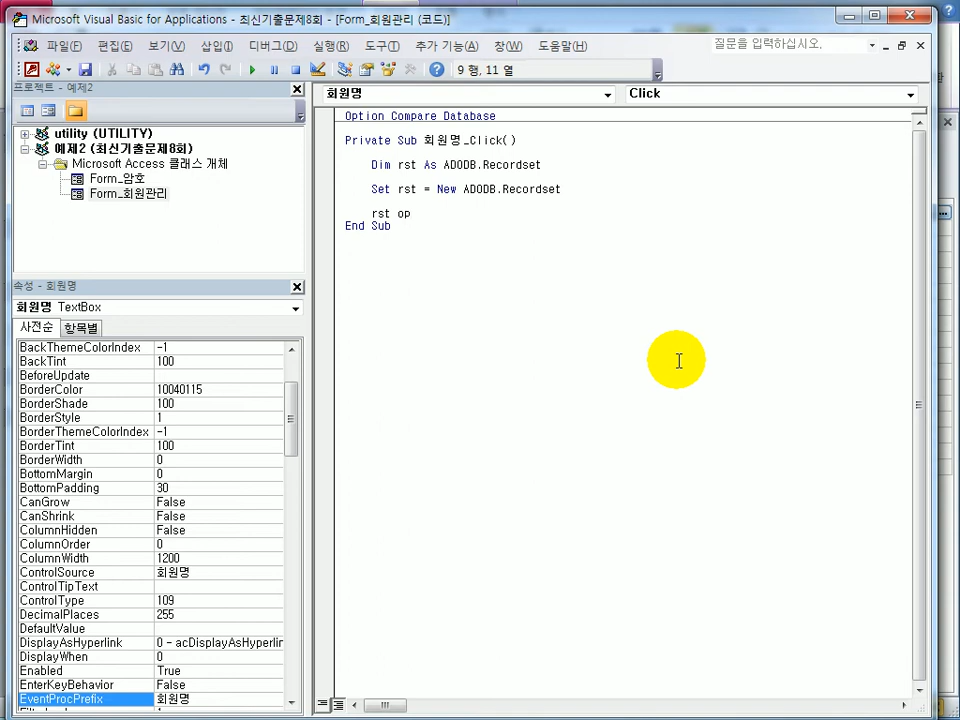 Microsoft Visual Basic for Applications - 최신기출문제8회 - [Form_회원관리 (코드)]
파일(F) 편집(E) 보기(V) 삽입(I) 디버그(D) 실행(R) 도구(T) 추가 기능(A) 창(W) 도움말(H) 질문을 입력하십시오.
9 행, 11 열
프로젝트 - 예제2
회원명 Click
utility (UTILITY)
예제2 (최신기출문제8회)
Microsoft Access 클래스 개체
Form_암호
Form_회원관리
Option Compare Database
Private Sub 회원명_Click()
Dim rst As ADODB.Recordset
Set rst = New ADODB.Recordset
rst op
End Sub
속성 - 회원명
회원명 TextBox
사전순 항목별
BackThemeColorIndex -1
BackTint 100
BeforeUpdate
BorderColor 10040115
BorderShade 100
BorderStyle 1
BorderThemeColorIndex -1
BorderTint 100
BorderWidth 0
BottomMargin 0
BottomPadding 30
CanGrow False
CanShrink False
ColumnHidden False
ColumnOrder 0
ColumnWidth 1200
ControlSource 회원명
ControlTipText
ControlType 109
DecimalPlaces 255
DefaultValue
DisplayAsHyperlink 0 - acDisplayAsHyperlin
DisplayWhen 0
Enabled True
EnterKeyBehavior False
EventProcPrefix 회원명